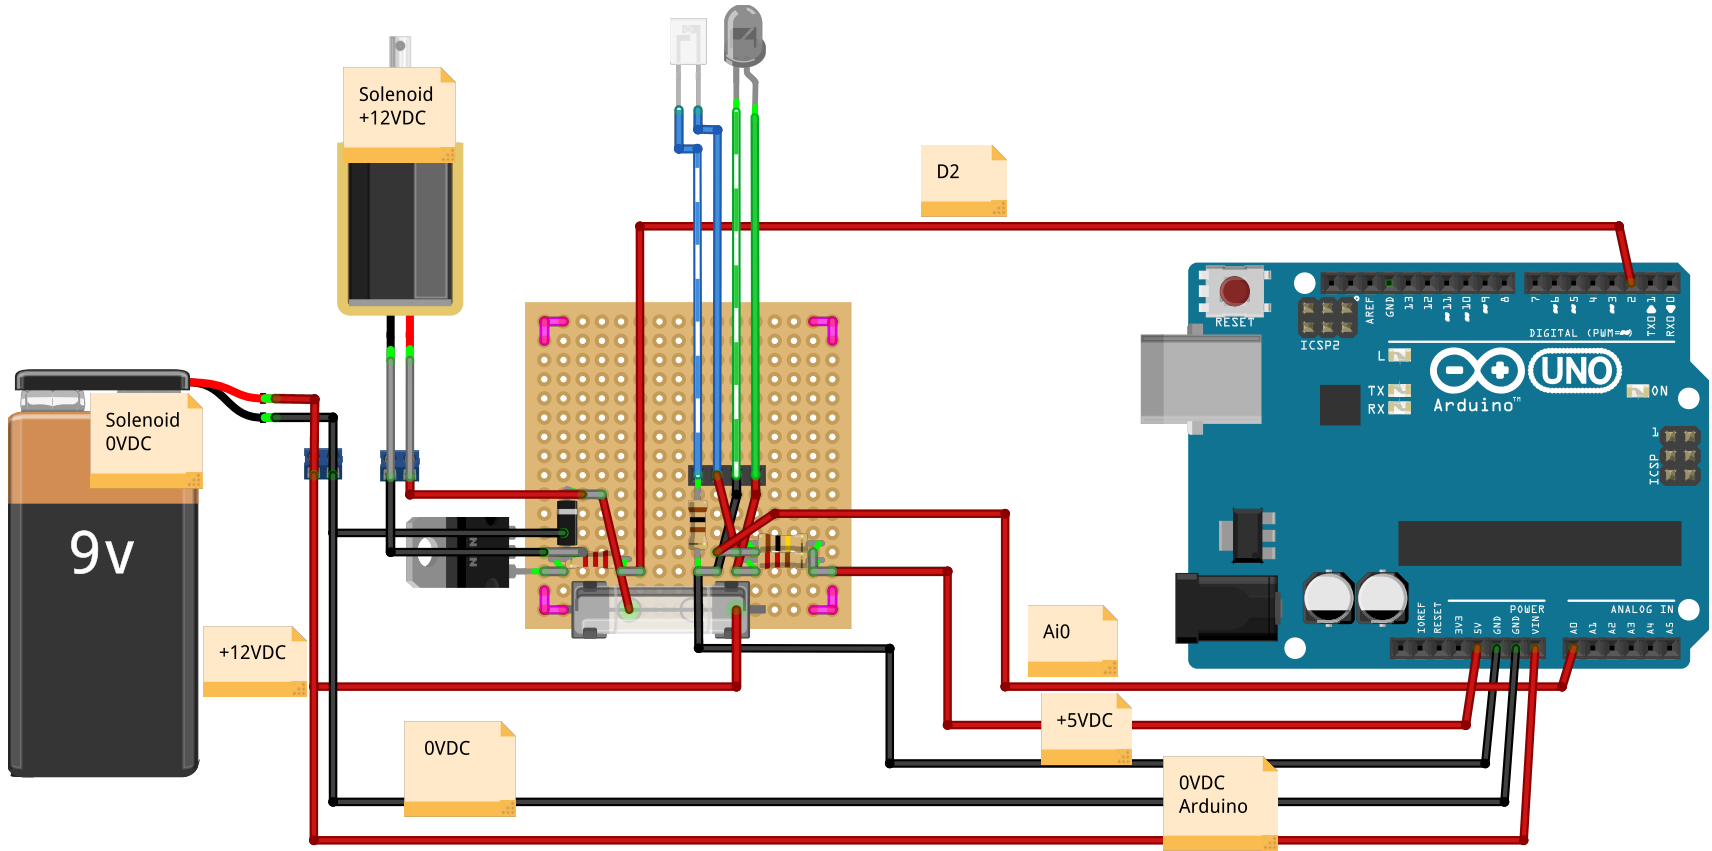 Solenoid
+12VDC
D2
Solenoid
0VDC
9v
+12VDC
0VDC
Ai0
+5VDC
0VDC
Arduino
RESET
ICSP2
AREF
GND
13
12
11
10
9
8
7
6
5
4
3
2
TX0 1
RX0 0
DIGITAL (PWM= )
L
TX
RX
UNO
Arduino™
ON
1
ICSP
IOREF
RESET
3V3
5V
GND
GND
VIN
POWER
ANALOG IN
A0
A1
A2
A3
A4
A5